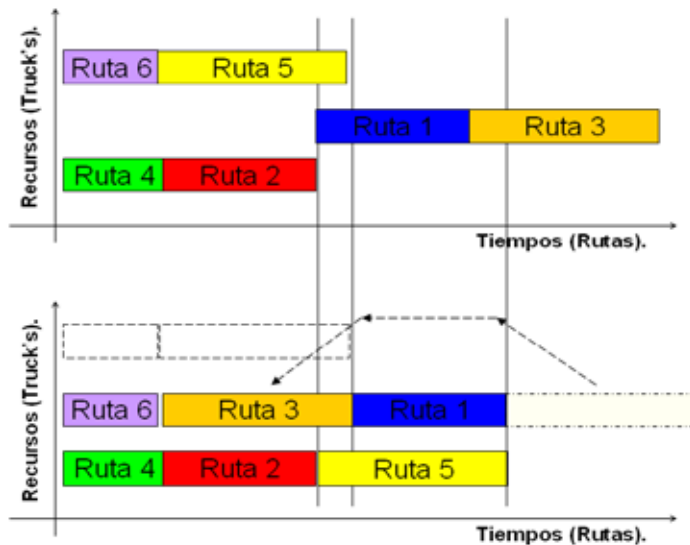 Recursos (Truck's).
Ruta 6
Ruta 5
Ruta 1
Ruta 3
Ruta 4
Ruta 2
Tiempos (Rutas).
Recursos (Truck's).
Ruta 6
Ruta 3
Ruta 1
Ruta 4
Ruta 2
Ruta 5
Tiempos (Rutas).